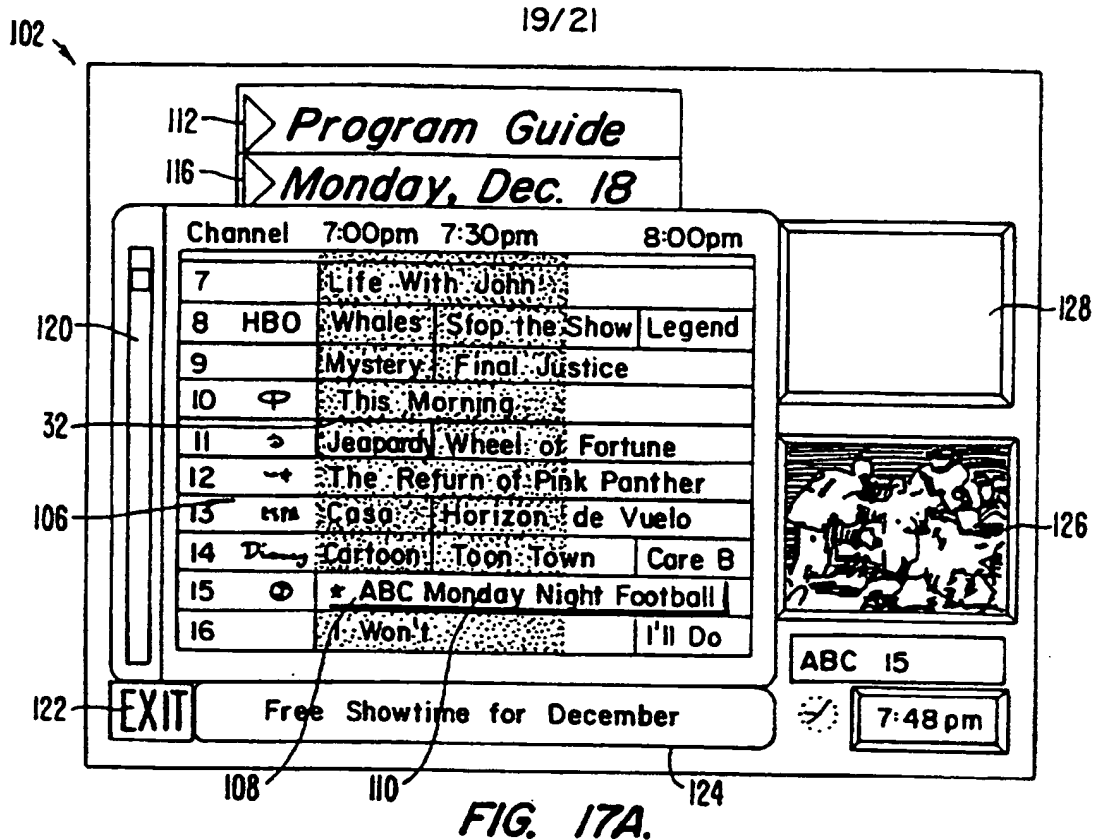 19/21
102
112 Program Guide
116 Monday, Dec. 18
Channel 7:00pm 7:30pm 8:00pm
7 Life With John
8 HBO Whales Stop the Show Legend
9 Mystery Final Justice
10 This Morning
11 Jeopardy Wheel of Fortune
12 The Return of Pink Panther
13 Casa Horizon de Vuelo
14 Disney Cartoon Toon Town Care B
15 * ABC Monday Night Football
16 I Won't I'll Do
120
32
106
128
126
ABC 15
122 EXIT Free Showtime for December 7:48 pm
108 110 124
FIG. 17A.